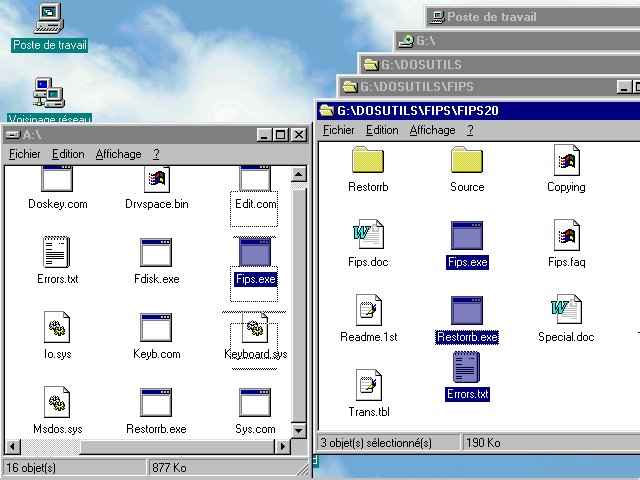 Poste de travail
Voisinage réseau
Poste de travail
G:\
G:\DOSUTILS
G:\DOSUTILS\FIPS
G:\DOSUTILS\FIPS\FIPS20
Fichier Edition Affichage ?
Restorrb Source Copying
Fips.doc Fips.exe Fips.faq
Readme.1st Restorrb.exe Special.doc
Trans.tbl Errors.txt
3 objet(s) sélectionné(s) 190 Ko
A:\
Fichier Edition Affichage ?
Doskey.com Drvspace.bin Edit.com
Errors.txt Fdisk.exe Fips.exe
Io.sys Keyb.com Keyboard.sys
Msdos.sys Restorrb.exe Sys.com
16 objet(s) 877 Ko